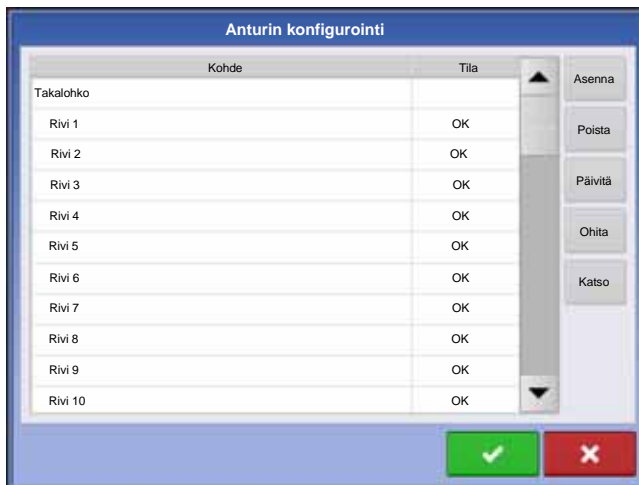 Anturin konfigurointi
Kohde Tila
Takalohko
Rivi 1 OK
Rivi 2 OK
Rivi 3 OK
Rivi 4 OK
Rivi 5 OK
Rivi 6 OK
Rivi 7 OK
Rivi 8 OK
Rivi 9 OK
Rivi 10 OK
Asenna
Poista
Päivitä
Ohita
Katso